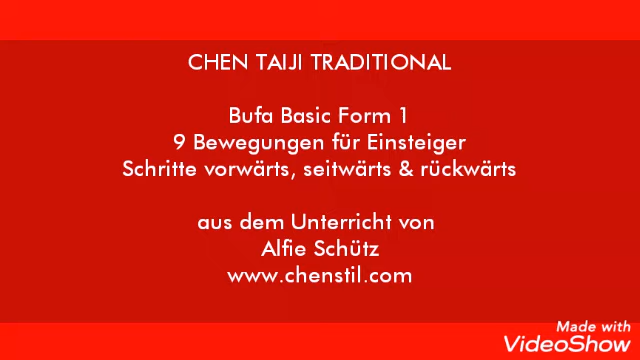 CHEN TAIJI TRADITIONAL
Bufa Basic Form 1
9 Bewegungen für Einsteiger
Schritte vorwärts, seitwärts & rückwärts
aus dem Unterricht von
Alfie Schütz
www.chenstil.com
Made with
VideoShow